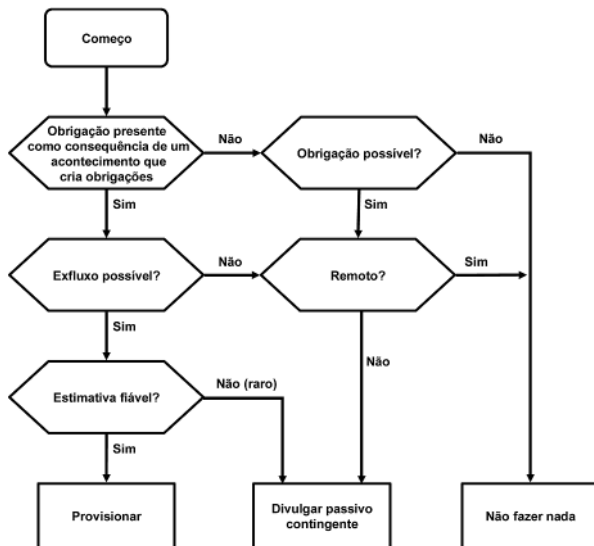 Começo
Obrigação presente
como consequência de um
acontecimento que
cria obrigações
Não
Obrigação possível?
Não
Sim
Sim
Exfluxo possível?
Não
Remoto?
Sim
Sim
Não
Estimativa fiável?
Não (raro)
Sim
Provisionar
Divulgar passivo
contingente
Não fazer nada